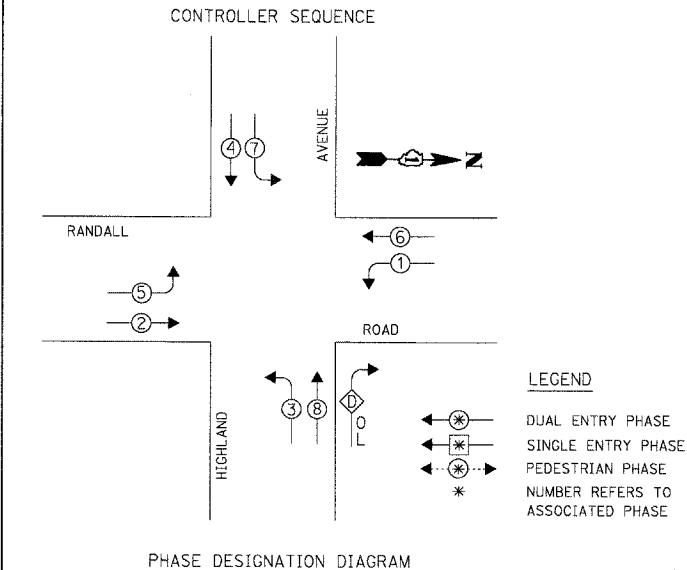 CONTROLLER SEQUENCE
AVENUE
4 7
N
RANDALL
6
1
5
2
ROAD
3 8 D
OL
HIGHLAND
LEGEND
* DUAL ENTRY PHASE
* SINGLE ENTRY PHASE
* PEDESTRIAN PHASE
* NUMBER REFERS TO
ASSOCIATED PHASE
PHASE DESIGNATION DIAGRAM